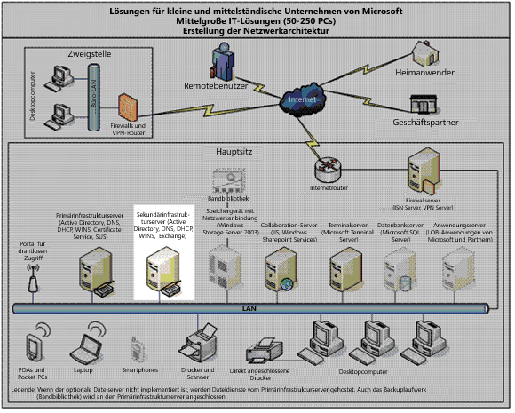 Lösungen für kleine und mittelständische Unternehmen von Microsoft
Mittelgroße IT-Lösungen (50-250 PCs)
Erstellung der Netzwerkarchitektur
Zweigstelle
Desktopcomputer
Büro-LAN
Firewall- und
VPN-Router
Remotebenutzer
Internet
Heimanwender
Geschäftspartner
Hauptsitz
Internetrouter
Firewallserver
(ISA Server, VPN Server)
Bandbibliothek
Portal für
drahtlosen
Zugriff
Primärinfrastrukturserver
(Active Directory, DNS,
DHCP, WINS, Certificate
Service, SUS)
Sekundärinfrastruk-
turserver (Active
Directory, DNS, DHCP,
WINS, Exchange)
Speichergerät mit
Netzwerkanbindung
(Windows
Storage Server 2003)
Collaboration-Server
(IIS, Windows
Sharepoint Services)
Terminalserver
(Microsoft Terminal
Server)
Datenbankserver
(Microsoft SQL
Server)
Anwendungsserver
(LOB-Anwendungen von
Microsoft und Partnern)
LAN
PDAs und
Pocket PCs
Laptop
Smartphones
Drucker und
Scanner
Direkt angeschlossene
Drucker
Desktopcomputer
Legende: Wenn der optionale Dateiserver nicht implementiert ist, werden Dateidienste vom Primärinfrastrukturserver gehostet. Auch das Backuplaufwerk
(Bandbibliothek) wird an den Primärinfrastrukturserver angeschlossen.